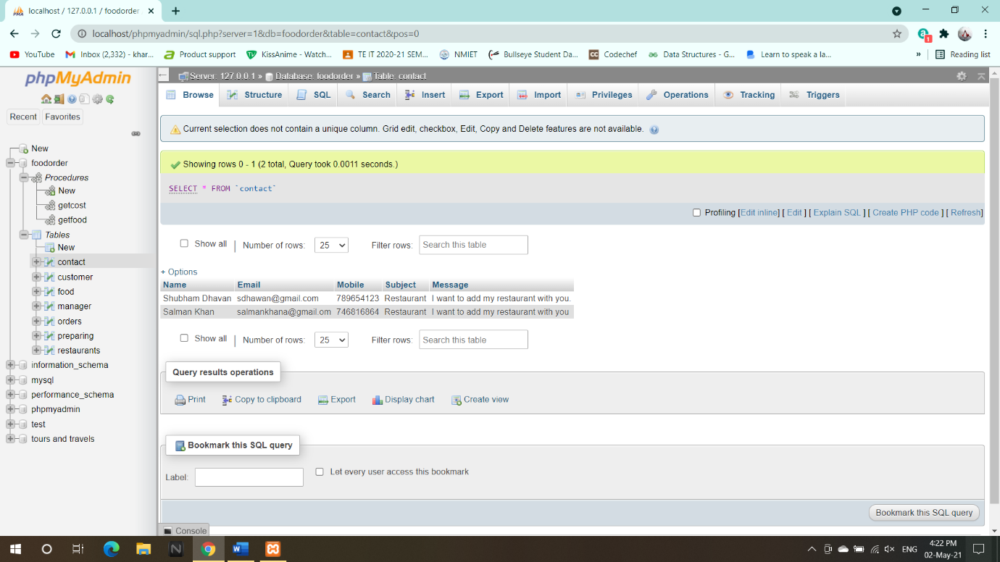 localhost / 127.0.0.1 / foodorder
localhost/phpmyadmin/sql.php?server=1&db=foodorder&table=contact&pos=0
1
YouTube Inbox (2,332) - khar... Product support KissAnime - Watch... TE IT 2020-21 SEM... NMIET Bullseye Student Da... CC Codechef Data Structures - G... Learn to speak a la... » Reading list
phpMyAdmin
Recent Favorites
New
foodorder
Procedures
New
getcost
getfood
Tables
New
contact
customer
food
manager
orders
preparing
restaurants
information_schema
mysql
performance_schema
phpmyadmin
test
tours and travels
Server: 127.0.0.1 » Database: foodorder » Table: contact
Browse Structure SQL Search Insert Export Import Privileges Operations Tracking Triggers
Current selection does not contain a unique column. Grid edit, checkbox, Edit, Copy and Delete features are not available.
Showing rows 0 - 1 (2 total, Query took 0.0011 seconds.)
SELECT * FROM `contact`
Profiling [Edit inline] [ Edit ] [ Explain SQL ] [ Create PHP code ] [ Refresh]
Show all | Number of rows: 25 Filter rows: Search this table
+ Options
Name Email Mobile Subject Message
Shubham Dhavan sdhawan@gmail.com 789654123 Restaurant I want to add my restaurant with you.
Salman Khan salmankhana@gmail.om 746816864 Restaurant I want to add my restaurant with you
Show all | Number of rows: 25 Filter rows: Search this table
Query results operations
Print Copy to clipboard Export Display chart Create view
Bookmark this SQL query
Label: Let every user access this bookmark
Bookmark this SQL query
Console
ENG 4:22 PM
02-May-21